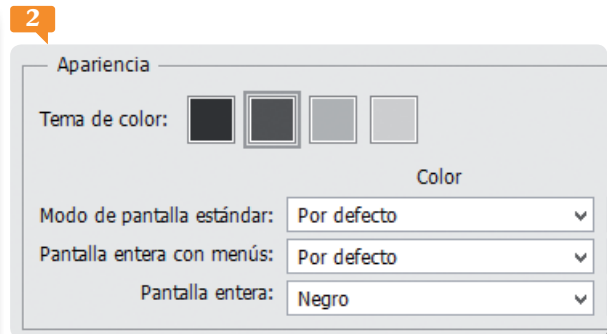 2
Apariencia
Tema de color:
Color
Modo de pantalla estándar: Por defecto
Pantalla entera con menús: Por defecto
Pantalla entera: Negro